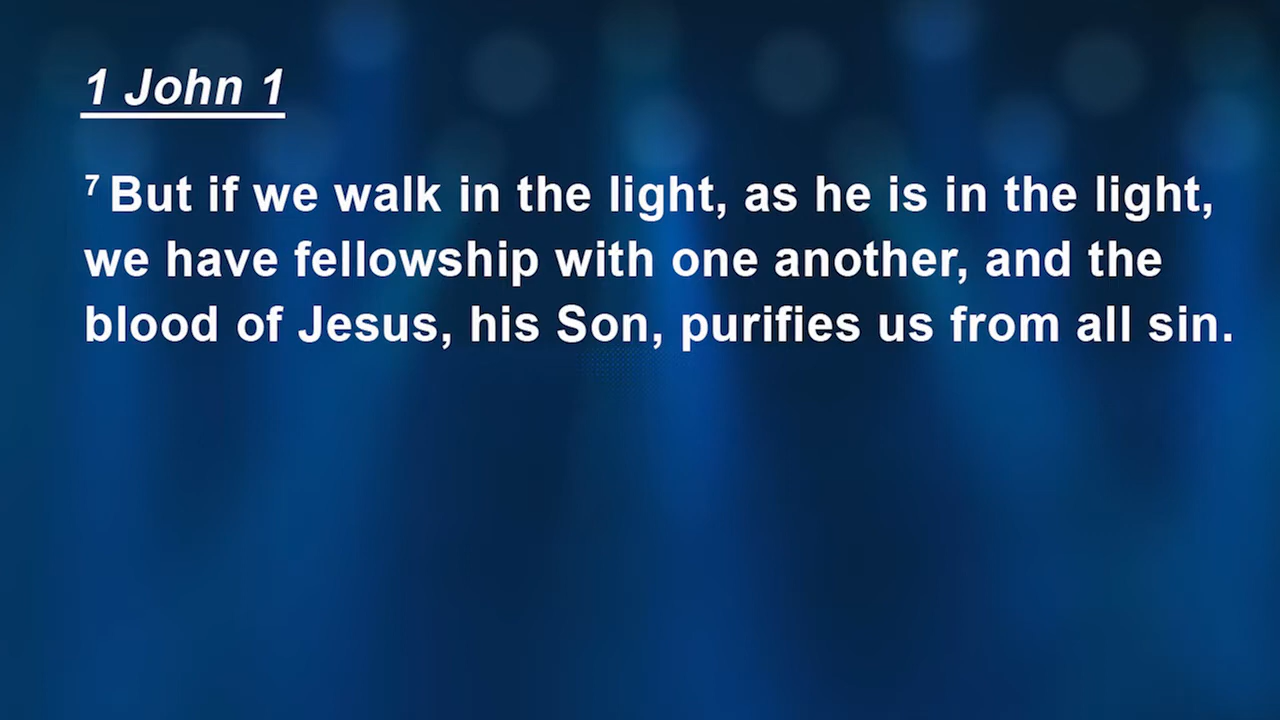 1 John 1
⁷ But if we walk in the light, as he is in the light,
we have fellowship with one another, and the
blood of Jesus, his Son, purifies us from all sin.